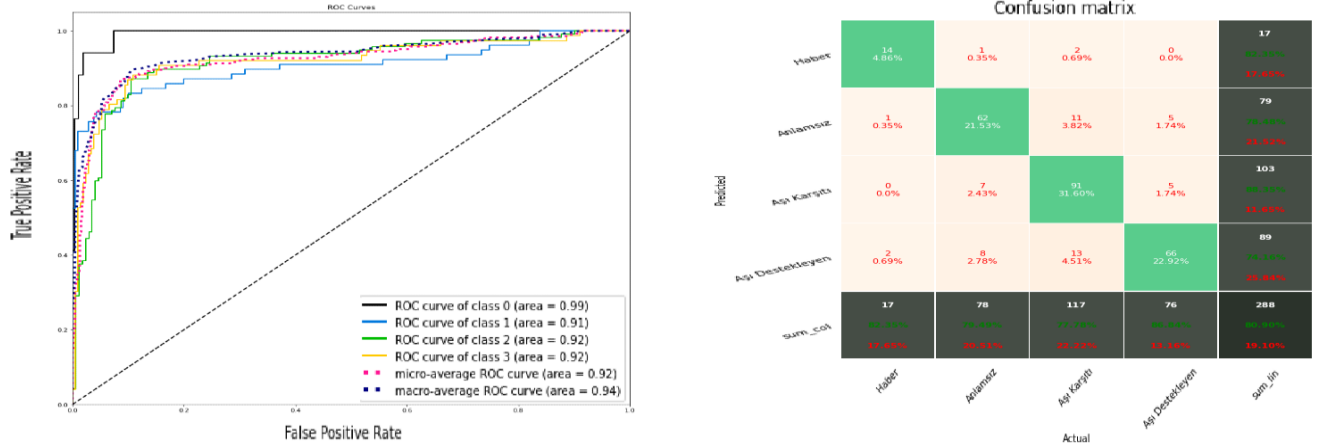 ROC Curves
True Positive Rate
1.0
0.8
0.6
0.4
0.2
0.0
0.0 0.2 0.4 0.6 0.8 1.0
False Positive Rate
ROC curve of class 0 (area = 0.99)
ROC curve of class 1 (area = 0.91)
ROC curve of class 2 (area = 0.92)
ROC curve of class 3 (area = 0.92)
micro-average ROC curve (area = 0.92)
macro-average ROC curve (area = 0.94)
Confusion matrix
Predicted
Haber
14 1 2 0 17
4.86% 0.35% 0.69% 0.0%
Anlamsız
1 62 11 5 79
0.35% 21.53% 3.82% 1.74%
Aşı Karşıtı
0 7 91 5 103
0.0% 2.43% 31.60% 1.74%
Aşı Destekleyen
2 8 13 66 89
0.69% 2.78% 4.51% 22.92%
sum_col
17 78 117 76 288
80.90%
19.10%
Haber Anlamsız Aşı Karşıtı Aşı Destekleyen sum_lin
Actual